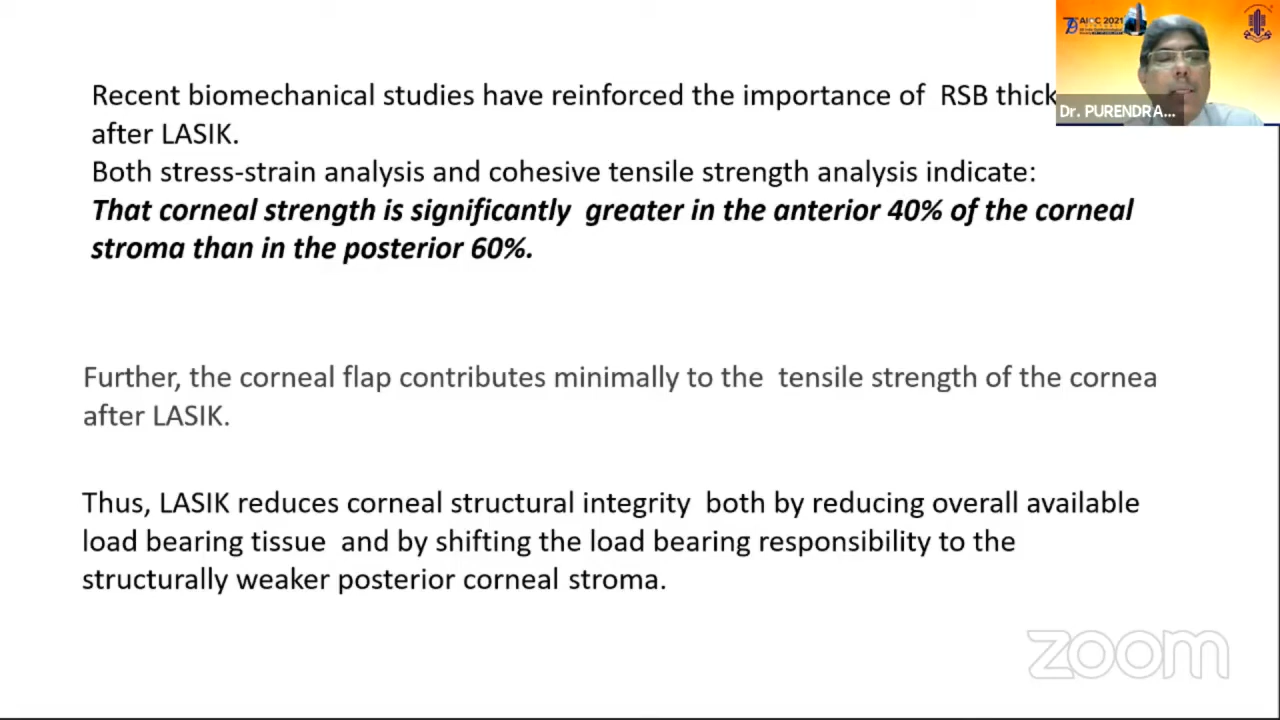 Recent biomechanical studies have reinforced the importance of RSB thick
after LASIK.
Both stress-strain analysis and cohesive tensile strength analysis indicate:
That corneal strength is significantly greater in the anterior 40% of the corneal
stroma than in the posterior 60%.
Further, the corneal flap contributes minimally to the tensile strength of the cornea
after LASIK.
Thus, LASIK reduces corneal structural integrity both by reducing overall available
load bearing tissue and by shifting the load bearing responsibility to the
structurally weaker posterior corneal stroma.
AIOC 2021
Dr. PURENDRA...
zoom